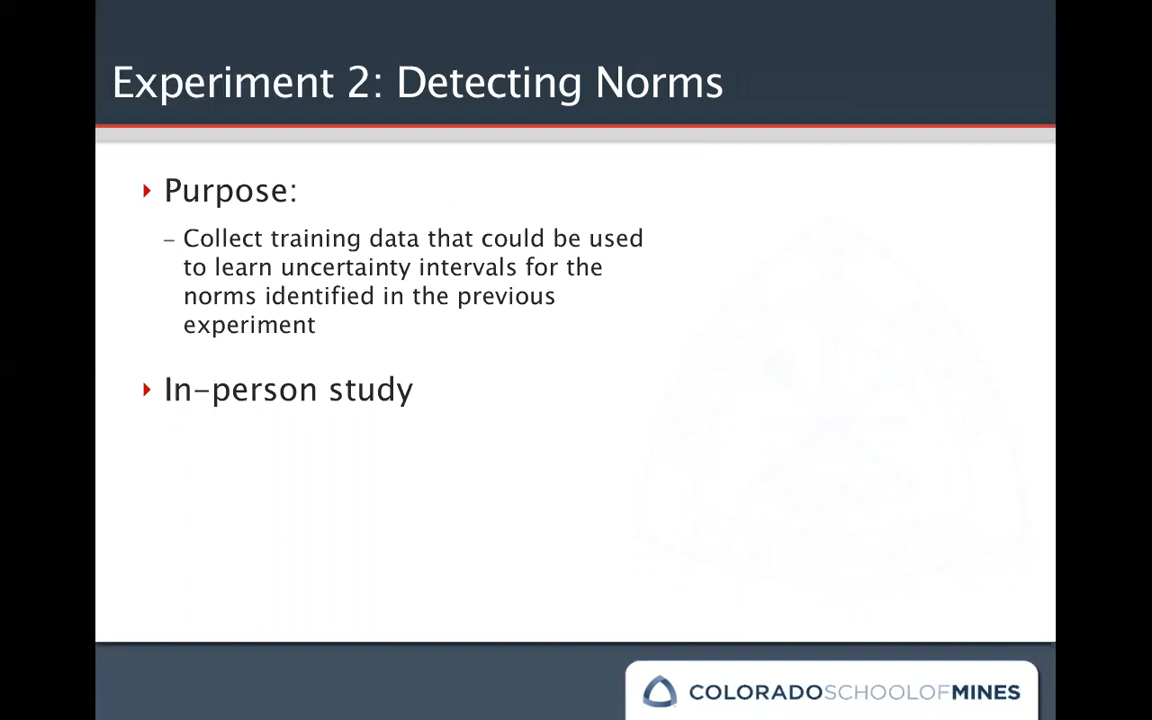 Experiment 2: Detecting Norms
Purpose:
– Collect training data that could be used
to learn uncertainty intervals for the
norms identified in the previous
experiment
In-person study
COLORADOSCHOOLOFMINES